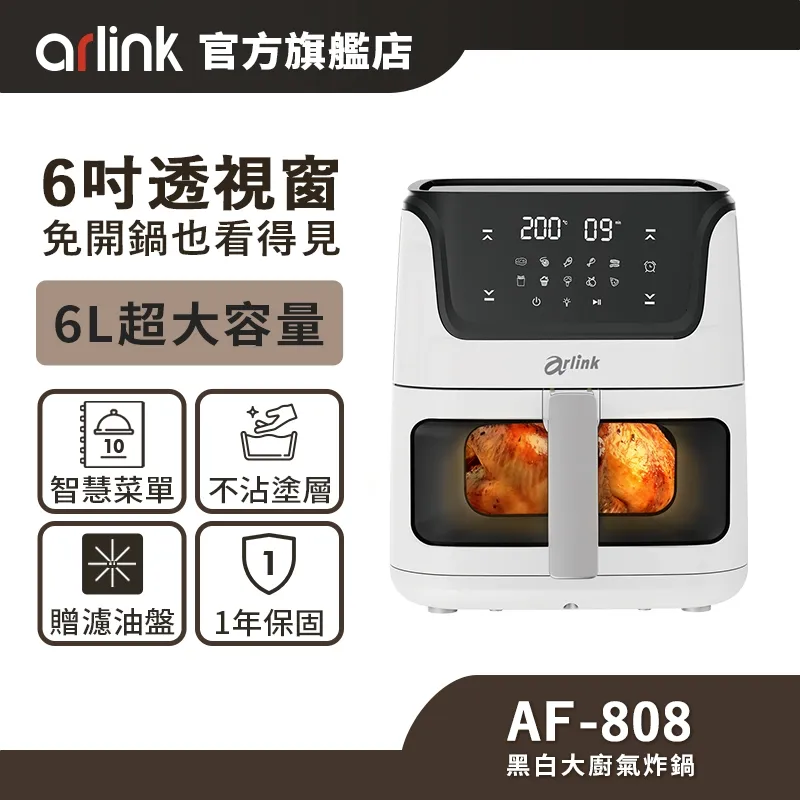 arlink 官方旗艦店
6吋透視窗
免開鍋也看得見
6L超大容量
10
智慧菜單
不沾塗層
贈濾油盤
1
1年保固
200°C 09min
arlink
AF-808
黑白大廚氣炸鍋